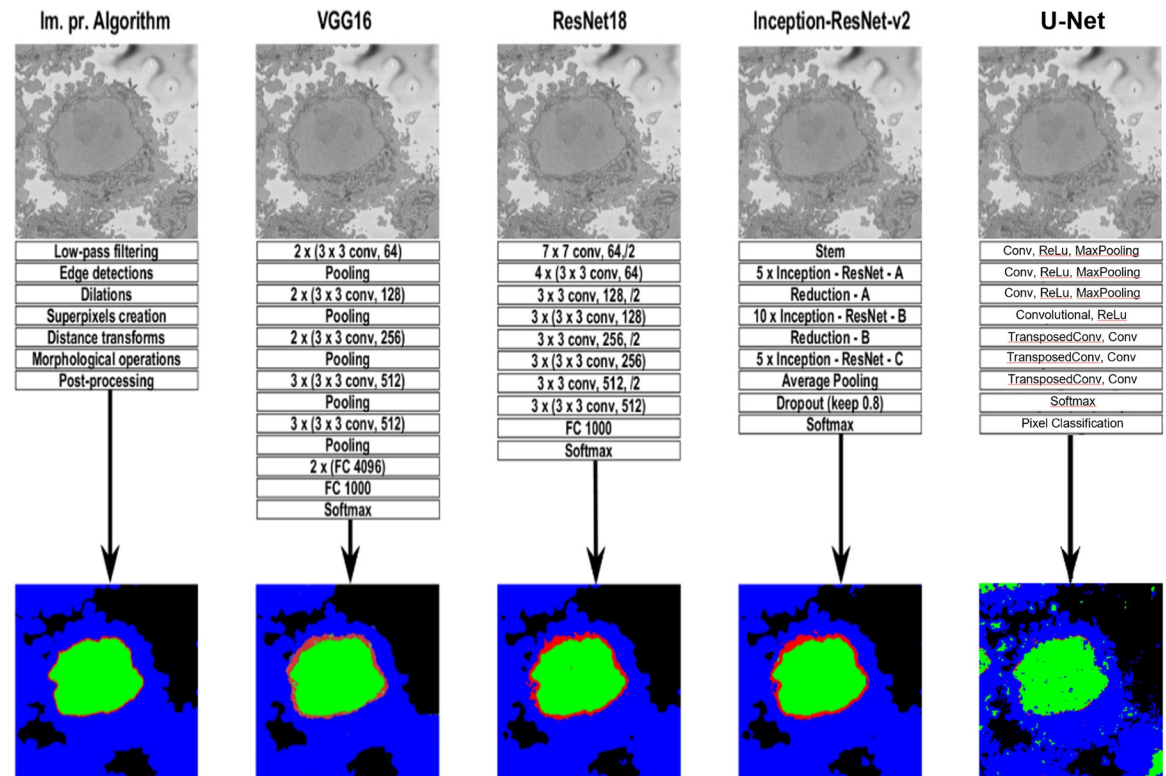 Im. pr. Algorithm
Low-pass filtering
Edge detections
Dilations
Superpixels creation
Distance transforms
Morphological operations
Post-processing
VGG16
2 x (3 x 3 conv, 64)
Pooling
2 x (3 x 3 conv, 128)
Pooling
2 x (3 x 3 conv, 256)
Pooling
3 x (3 x 3 conv, 512)
Pooling
3 x (3 x 3 conv, 512)
Pooling
2 x (FC 4096)
FC 1000
Softmax
ResNet18
7 x 7 conv, 64,/2
4 x (3 x 3 conv, 64)
3 x 3 conv, 128, /2
3 x (3 x 3 conv, 128)
3 x 3 conv, 256, /2
3 x (3 x 3 conv, 256)
3 x 3 conv, 512, /2
3 x (3 x 3 conv, 512)
FC 1000
Softmax
Inception-ResNet-v2
Stem
5 x Inception - ResNet - A
Reduction - A
10 x Inception - ResNet - B
Reduction - B
5 x Inception - ResNet - C
Average Pooling
Dropout (keep 0.8)
Softmax
U-Net
Conv, ReLu, MaxPooling
Conv, ReLu, MaxPooling
Conv, ReLu, MaxPooling
Convolutional, ReLu
TransposedConv, Conv
TransposedConv, Conv
TransposedConv, Conv
Softmax
Pixel Classification